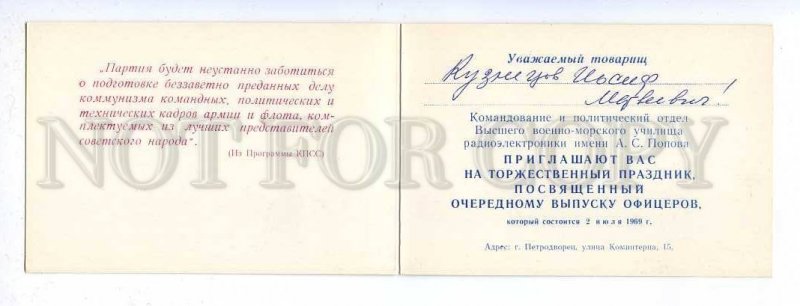 „Партия будет неустанно заботиться
о подготовке беззаветно преданных делу
коммунизма командных, политических и
технических кадров армии и флота, ком-
плектуемых из лучших представителей
советского народа“.
(Из Программы КПСС)
Уважаемый товарищ
Кузнецов Иосиф
Матвеевич!
Командование и политический отдел
Высшего военно-морского училища
радиоэлектроники имени А. С. Попова
ПРИГЛАШАЮТ ВАС
НА ТОРЖЕСТВЕННЫЙ ПРАЗДНИК,
ПОСВЯЩЕННЫЙ
ОЧЕРЕДНОМУ ВЫПУСКУ ОФИЦЕРОВ,
который состоится 2 июля 1969 г.
Адрес: г. Петродворец, улица Коминтерна, 15.
NOT FOR COPY